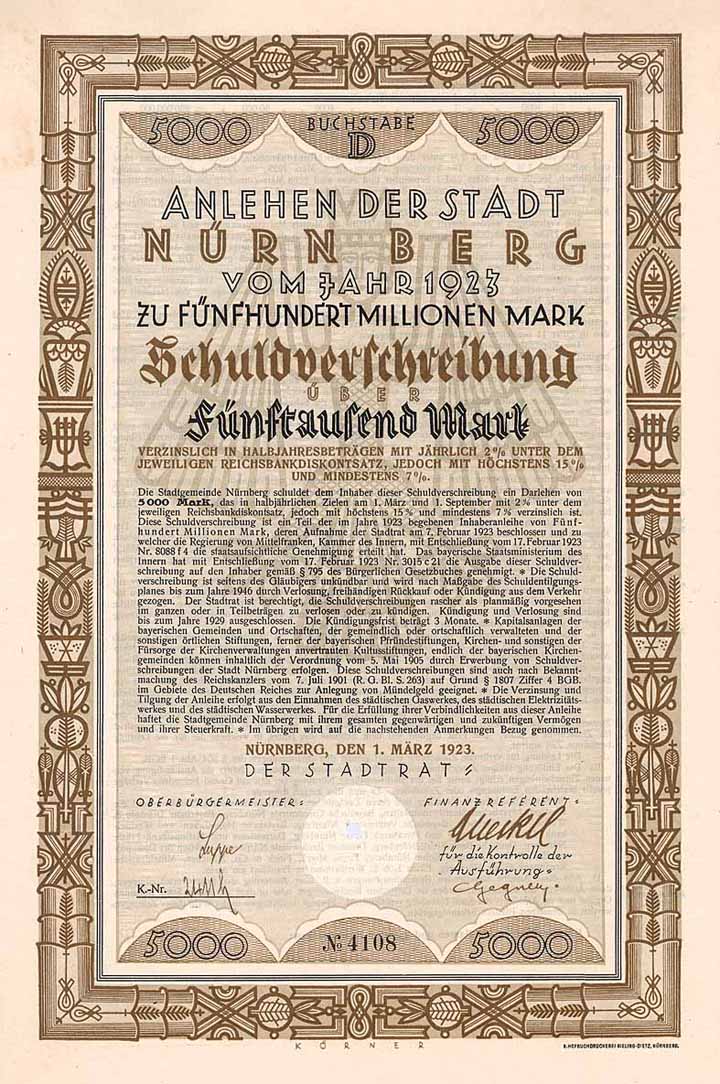 5000 BUCHSTABE 5000
D
ANLEHEN DER STADT
NÜRNBERG
VOM JAHR 1923
ZU FÜNFHUNDERT MILLIONEN MARK
Schuldverschreibung
ÜBER
Fünftausend Mark
VERZINSLICH IN HALBJAHRESBETRÄGEN MIT JÄHRLICH 2% UNTER DEM
JEWEILIGEN REICHSBANKDISKONTSATZ, JEDOCH MIT HÖCHSTENS 15%
UND MINDESTENS 7%.
Die Stadtgemeinde Nürnberg schuldet dem Inhaber dieser Schuldverschreibung ein Darlehen von
5000 Mark, das in halbjährlichen Zielen am 1. März und 1. September mit 2% unter dem
jeweiligen Reichsbankdiskontsatz, jedoch mit höchstens 15% und mindestens 7% verzinslich ist.
Diese Schuldverschreibung ist ein Teil der im Jahre 1923 begebenen Inhaberanleihe von Fünf-
hundert Millionen Mark, deren Aufnahme der Stadtrat am 7. Februar 1923 beschlossen und zu
welcher die Regierung von Mittelfranken, Kammer des Innern, mit Entschließung vom 17. Februar 1923
Nr. 8088 f 4 die staatsaufsichtliche Genehmigung erteilt hat. Das bayerische Staatsministerium des
Innern hat mit Entschließung vom 17. Februar 1923 Nr. 3015 c 21 die Ausgabe dieser Schuldver-
schreibung auf den Inhaber gemäß § 795 des Bürgerlichen Gesetzbuches genehmigt. * Die Schuld-
verschreibung ist seitens des Gläubigers unkündbar und wird nach Maßgabe des Schuldentilgungs-
planes bis zum Jahre 1946 durch Verlosung, freihändigen Rückkauf oder Kündigung aus dem Verkehr
gezogen. Der Stadtrat ist berechtigt, die Schuldverschreibungen rascher als planmäßig vorgesehen
im ganzen oder in Teilbeträgen zu verlosen oder zu kündigen. Kündigung und Verlosung sind
bis zum Jahre 1929 ausgeschlossen. Die Kündigungsfrist beträgt 3 Monate. * Kapitalsanlagen der
bayerischen Gemeinden und Ortschaften, der gemeindlich oder ortschaftlich verwalteten und der
sonstigen örtlichen Stiftungen, ferner der bayerischen Pfründestiftungen, Kirchen- und sonstigen der
Fürsorge der Kirchenverwaltungen anvertrauten Kultusstiftungen, endlich der bayerischen Kirchen-
gemeinden können inhaltlich der Verordnung vom 5. Mai 1905 durch Erwerbung von Schuldver-
schreibungen der Stadt Nürnberg erfolgen. Diese Schuldverschreibungen sind auch nach Bekannt-
machung des Reichskanzlers vom 7. Juli 1901 (R. G. Bl. S. 263) auf Grund § 1807 Ziffer 4 BGB.
im Gebiete des Deutschen Reiches zur Anlegung von Mündelgeld geeignet. * Die Verzinsung und
Tilgung der Anleihe erfolgt aus den Einnahmen des städtischen Gaswerkes, des städtischen Elektrizitäts-
werkes und des städtischen Wasserwerkes. Für die Erfüllung ihrer Verbindlichkeiten aus dieser Anleihe
haftet die Stadtgemeinde Nürnberg mit ihrem gesamten gegenwärtigen und zukünftigen Vermögen
und ihrer Steuerkraft. * Im übrigen wird auf die nachstehenden Anmerkungen Bezug genommen.
NÜRNBERG, DEN 1. MÄRZ 1923.
DER STADTRAT:
OBERBÜRGERMEISTER: FINANZREFERENT:
Luppe
für die Kontrolle der
Ausführung:
K.-Nr.
5000 № 4108 5000
KÖRNER
K. HOFBUCHDRUCKEREI BIELING-DIETZ, NÜRNBERG.